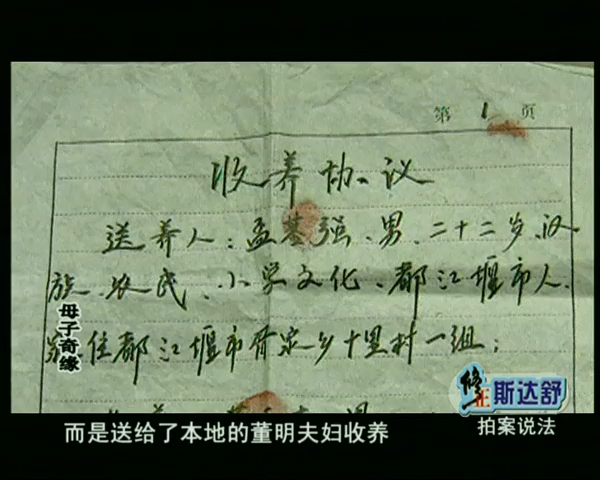 第1页
收养协议
送养人:孟基强、男、二十二岁、汉
族、农民、小学文化、都江堰市人、
家住都江堰市胥家乡十里村一组;
母子奇缘
修正
斯达舒
而是送给了本地的董明夫妇收养
拍案说法